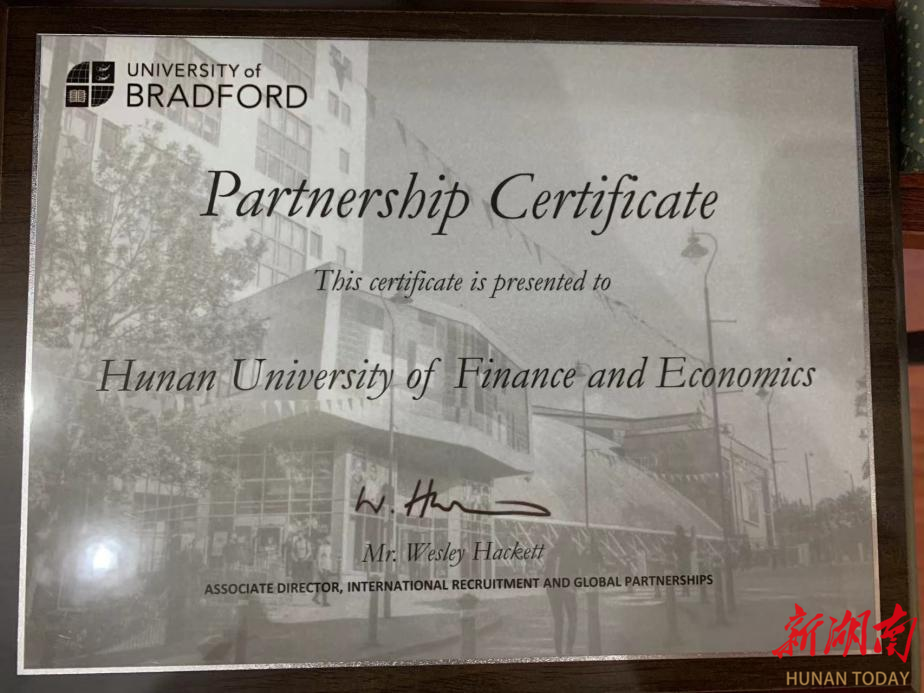 UNIVERSITY of
BRADFORD
Partnership Certificate
This certificate is presented to
Hunan University of Finance and Economics
W. H
Mr. Wesley Hackett
ASSOCIATE DIRECTOR, INTERNATIONAL RECRUITMENT AND GLOBAL PARTNERSHIPS
新湖南
HUNAN TODAY